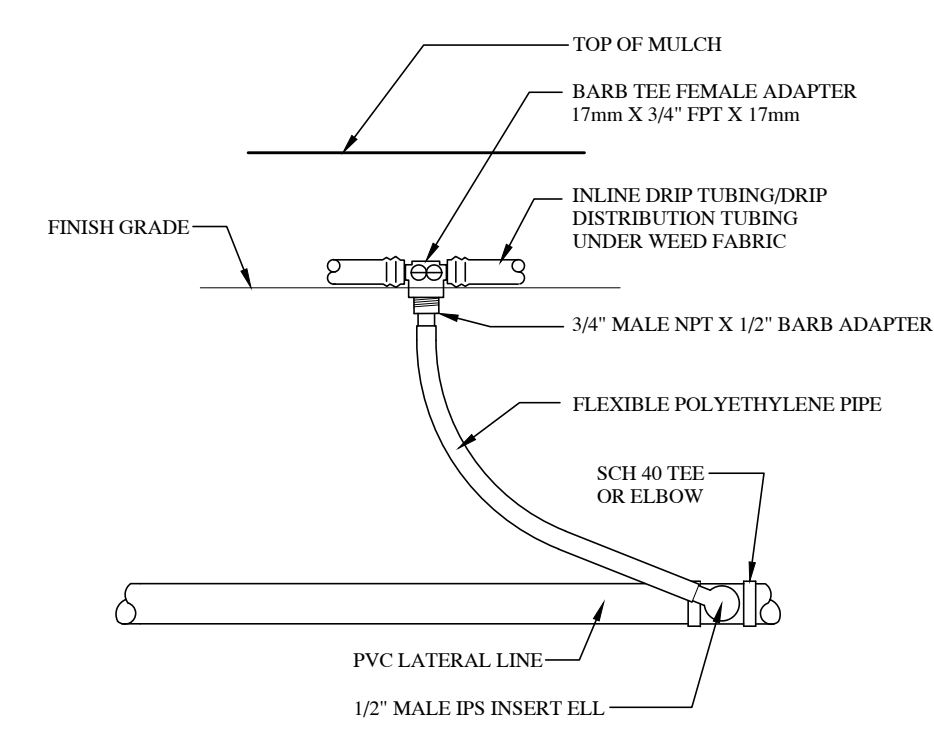 TOP OF MULCH
BARB TEE FEMALE ADAPTER
17mm X 3/4" FPT X 17mm
INLINE DRIP TUBING/DRIP
DISTRIBUTION TUBING
UNDER WEED FABRIC
FINISH GRADE
3/4" MALE NPT X 1/2" BARB ADAPTER
FLEXIBLE POLYETHYLENE PIPE
SCH 40 TEE
OR ELBOW
PVC LATERAL LINE
1/2" MALE IPS INSERT ELL